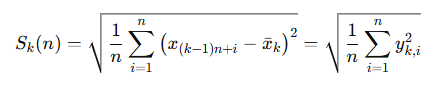 $S_k(n) = \sqrt{\frac{1}{n} \sum_{i=1}^{n} \left( x_{(k-1)n+i} - \bar{x}_k \right)^2} = \sqrt{\frac{1}{n} \sum_{i=1}^{n} y_{k,i}^2}$